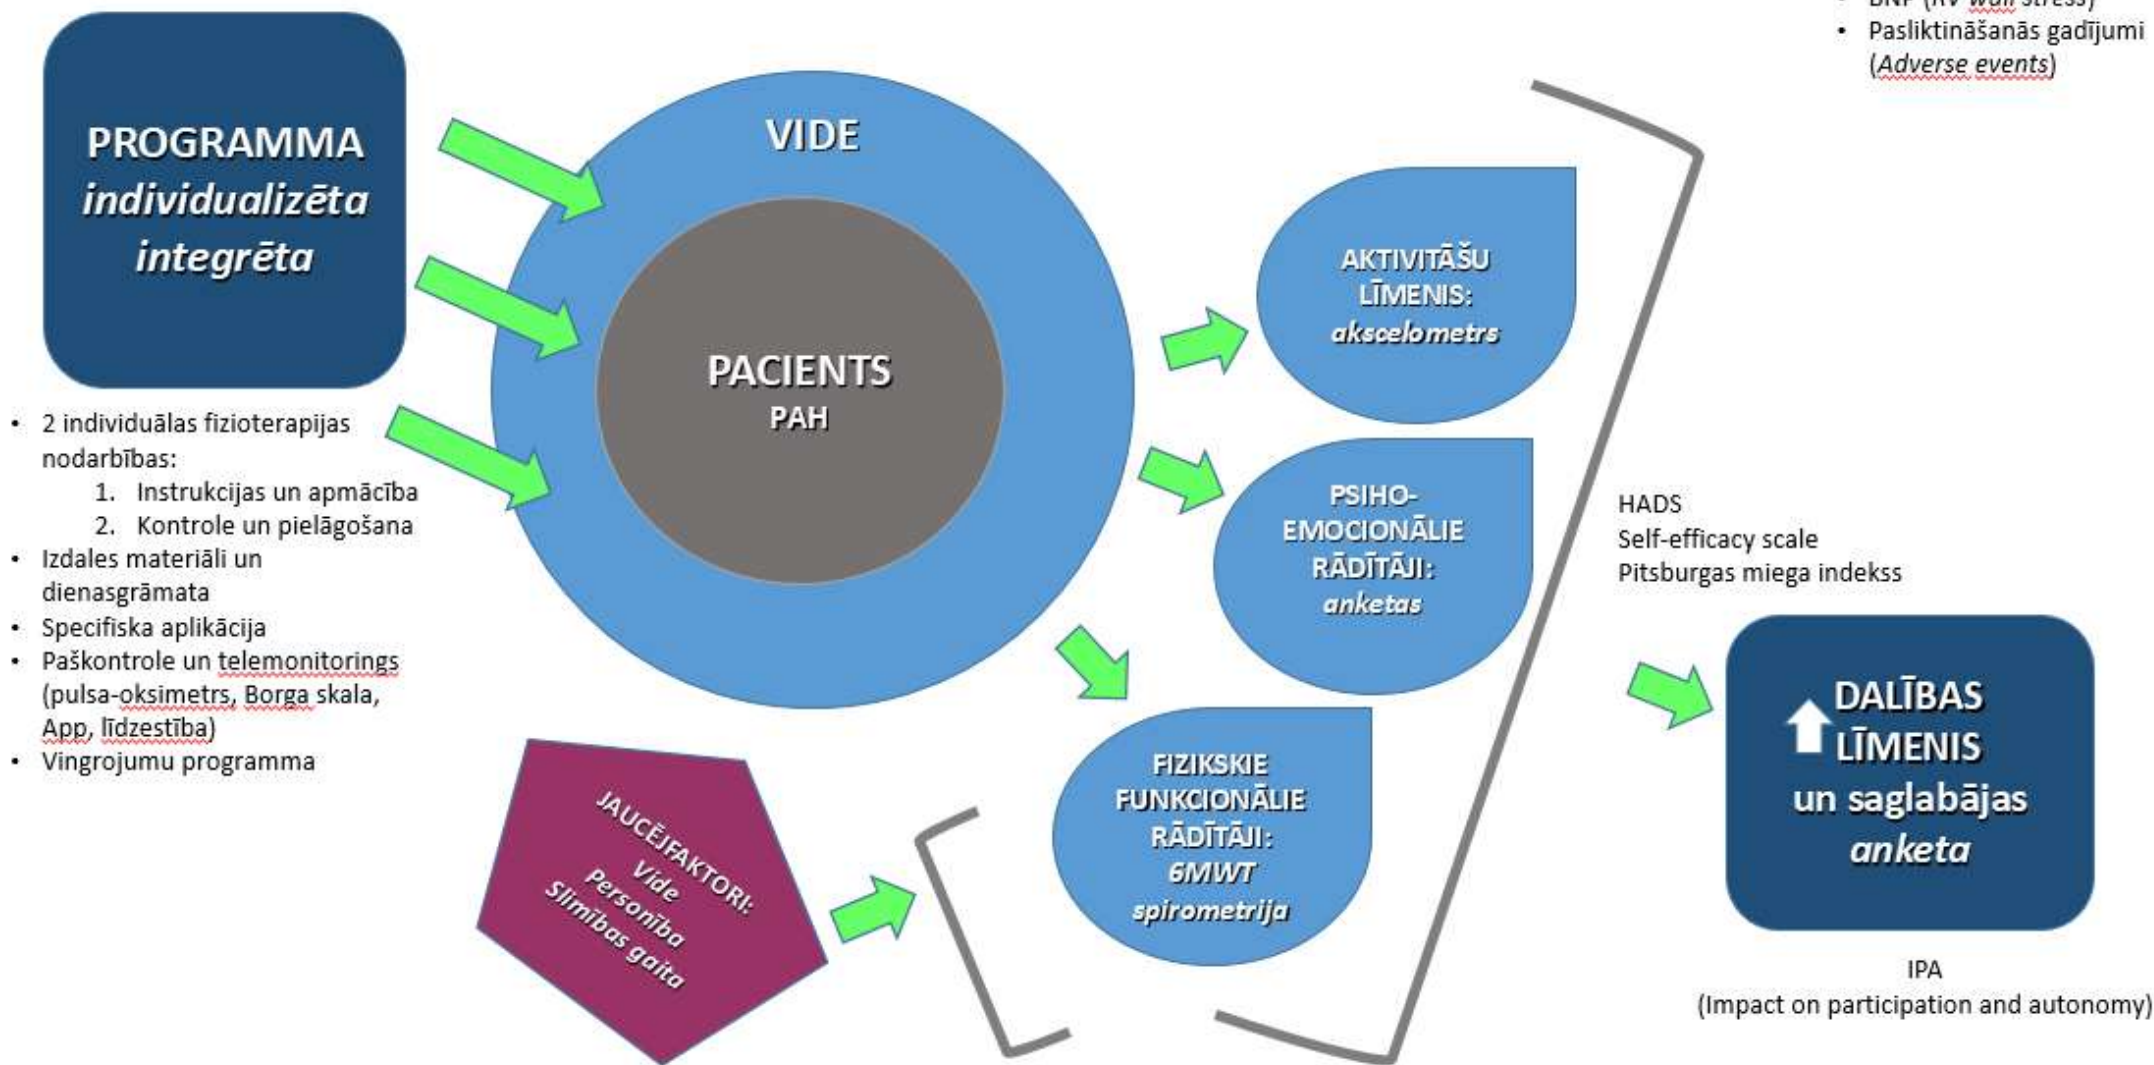 BNP (RV wall stress)
• Pasliktināšanās gadījumi
(Adverse events)
PROGRAMMA
individualizēta
integrēta
• 2 individuālas fizioterapijas
nodarbības:
1. Instrukcijas un apmācība
2. Kontrole un pielāgošana
• Izdales materiāli un
dienasgrāmata
• Specifiska aplikācija
• Paškontrole un telemonitorings
(pulsa-oksimetrs, Borga skala,
App, līdzestība)
• Vingrojumu programma
VIDE
PACIENTS
PAH
JAUCĒJFAKTORI:
Vide
Personība
Slimības gaita
AKTIVITĀŠU
LĪMENIS:
akscelometrs
PSIHO-
EMOCIONĀLIE
RĀDĪTĀJI:
anketas
FIZIKSKIE
FUNKCIONĀLIE
RĀDĪTĀJI:
6MWT
spirometrija
HADS
Self-efficacy scale
Pitsburgas miega indekss
DALĪBAS
LĪMENIS
un saglabājas
anketa
IPA
(Impact on participation and autonomy)